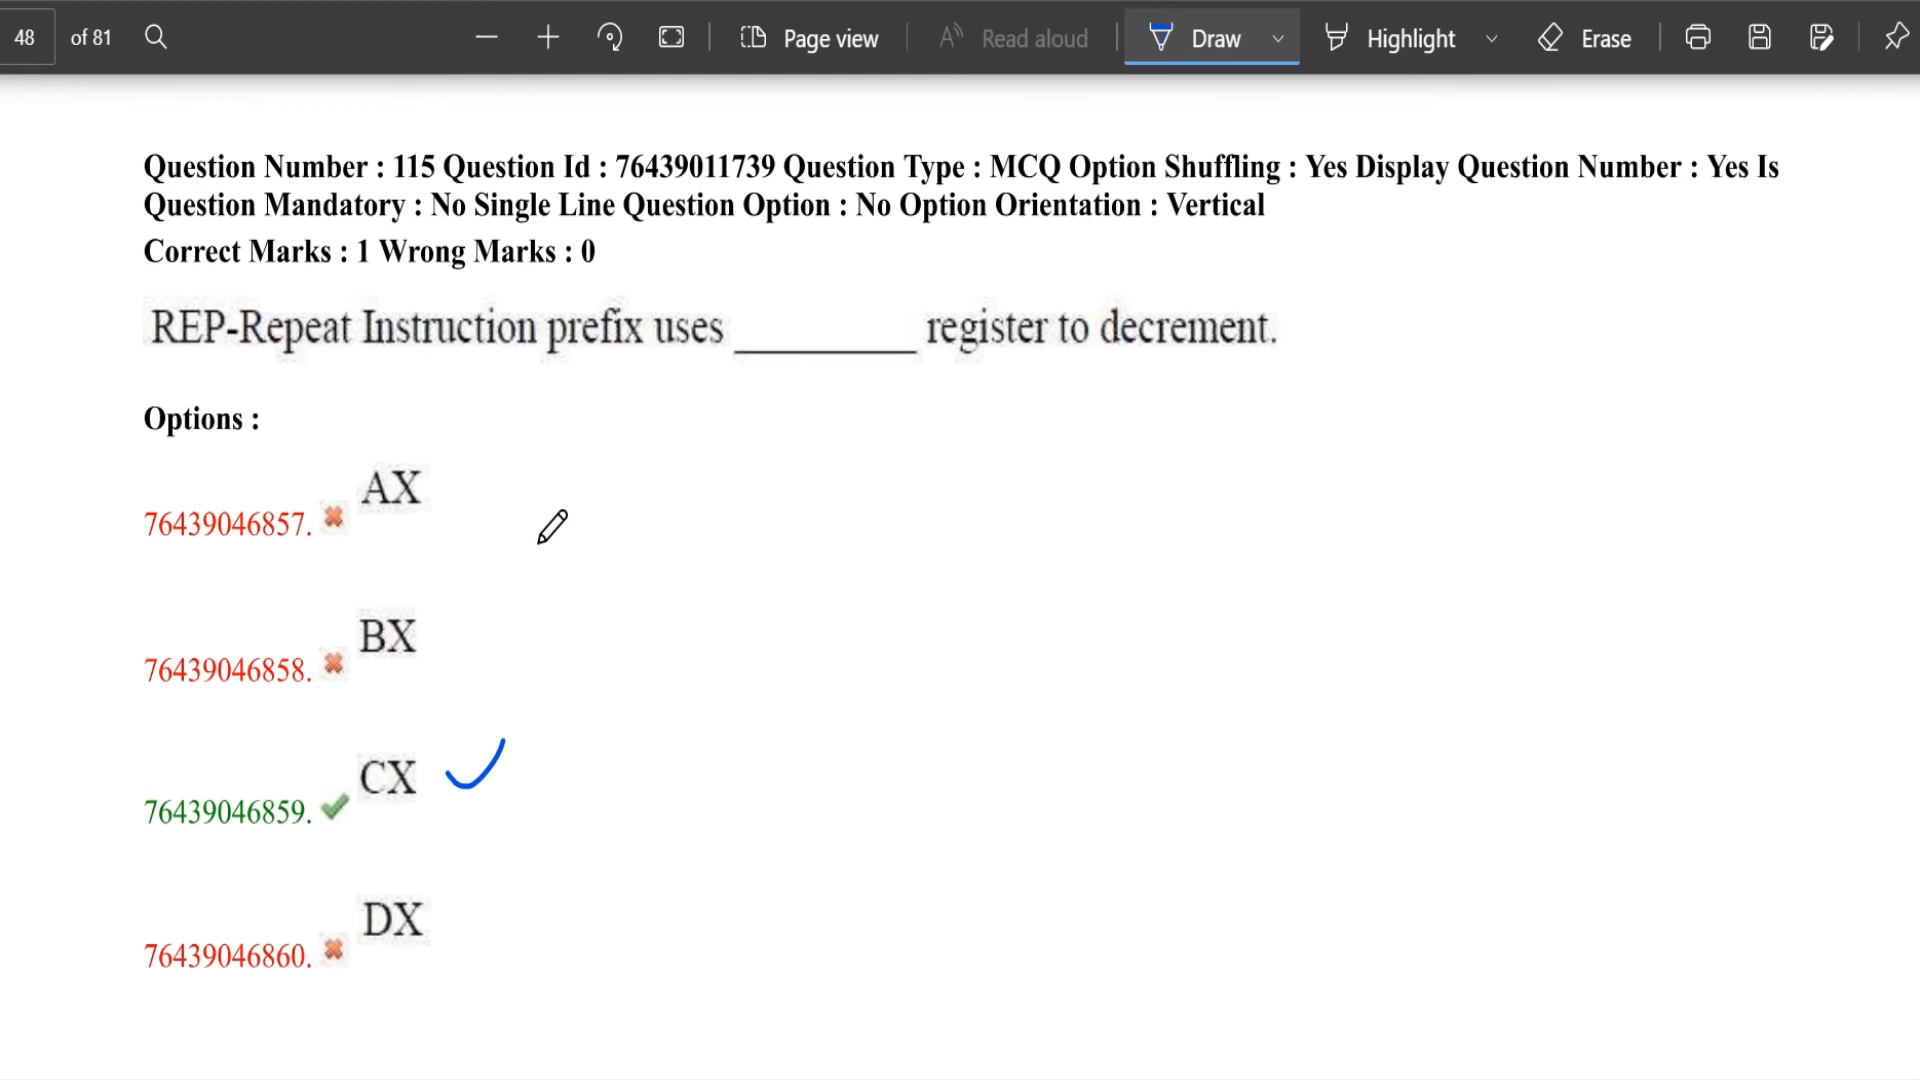 48 of 81 Page view Read aloud Draw Highlight Erase
Question Number : 115 Question Id : 76439011739 Question Type : MCQ Option Shuffling : Yes Display Question Number : Yes Is
Question Mandatory : No Single Line Question Option : No Option Orientation : Vertical
Correct Marks : 1 Wrong Marks : 0
REP-Repeat Instruction prefix uses _________ register to decrement.
Options :
AX
76439046857.
BX
76439046858.
CX
76439046859.
DX
76439046860.